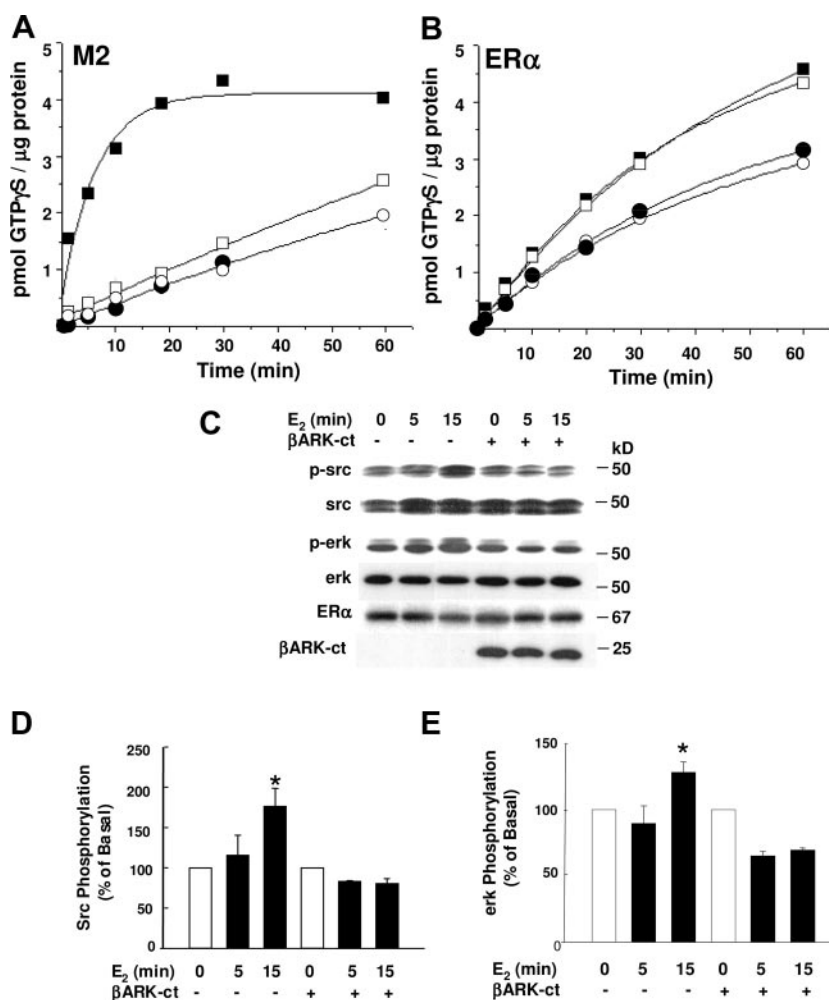 A
M2
pmol GTPγS / μg protein
5
4
3
2
1
10 20 30 40 50 60
Time (min)
B
ERα
pmol GTPγS / μg protein
5
4
3
2
1
0 10 20 30 40 50 60
Time (min)
C
E2 (min) 0 5 15 0 5 15
βARK-ct - - - + + + kD
p-src 50
src 50
p-erk 50
erk 50
ERα 67
βARK-ct 25
D
Src Phosphorylation
(% of Basal)
250
200
150
100
50
0
*
E2 (min) 0 5 15 0 5 15
βARK-ct - - - + + +
E
erk Phosphorylation
(% of Basal)
150
100
50
0
*
E2 (min) 0 5 15 0 5 15
βARK-ct - - - + + +